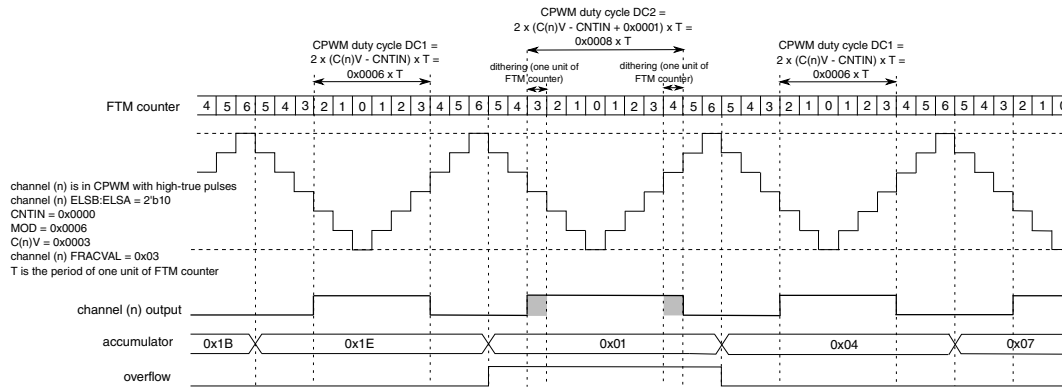 CPWM duty cycle DC1 =
2 x (C(n)V - CNTIN) x T =
0x0006 x T
CPWM duty cycle DC2 =
2 x (C(n)V - CNTIN + 0x0001) x T =
0x0008 x T
CPWM duty cycle DC1 =
2 x (C(n)V - CNTIN) x T =
0x0006 x T
dithering (one unit of
FTM counter)
dithering (one unit of
FTM counter)
FTM counter 4 5 6 5 4 3 2 1 0 1 2 3 4 5 6 5 4 3 2 1 0 1 2 3 4 5 6 5 4 3 2 1 0 1 2 3 4 5 6 5 4 3 2 1 0
channel (n) is in CPWM with high-true pulses
channel (n) ELSB:ELSA = 2'b10
CNTIN = 0x0000
MOD = 0x0006
C(n)V = 0x0003
channel (n) FRACVAL = 0x03
T is the period of one unit of FTM counter
channel (n) output
accumulator 0x1B 0x1E 0x01 0x04 0x07
overflow